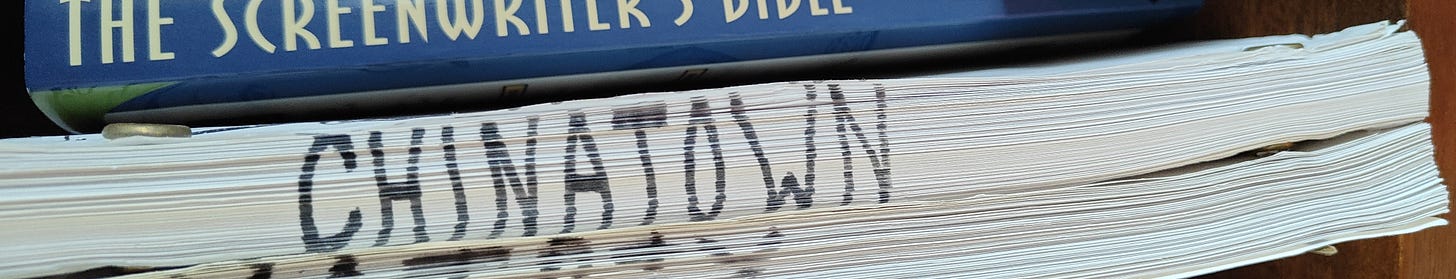 THE SCREENWRITER'S BIBLE
CHINATOWN